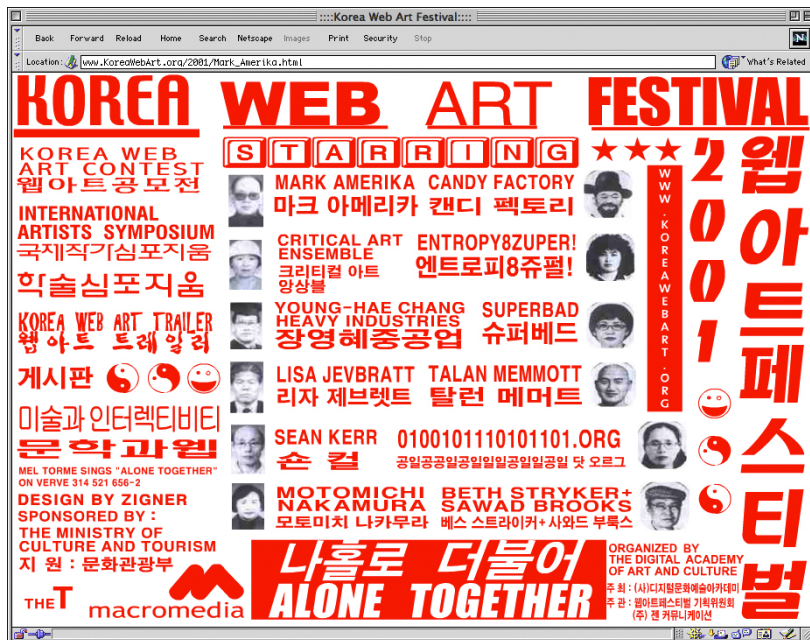 ::::Korea Web Art Festival::::
Back Forward Reload Home Search Netscape Images Print Security Stop
Location: www.KoreaWebArt.org/2001/Mark_Amerika.html What's Related
KOREA WEB ART FESTIVAL
STARRING
KOREA WEB
ART CONTEST
웹아트공모전
INTERNATIONAL
ARTISTS SYMPOSIUM
국제작가심포지움
학술심포지움
KOREA WEB ART TRAILER
웹아트 트레일러
게시판
미술과 인터렉티비티
문학과웹
MEL TORME SINGS "ALONE TOGETHER"
ON VERVE 314 521 656-2
DESIGN BY ZIGNER
SPONSORED BY :
THE MINISTRY OF
CULTURE AND TOURISM
지 원 : 문화관광부
THE T
macromedia
MARK AMERIKA
마크 아메리카
CANDY FACTORY
캔디 펙토리
CRITICAL ART
ENSEMBLE
크리티컬 아트
앙상블
ENTROPY8ZUPER!
엔트로피8쥬펄!
YOUNG-HAE CHANG
HEAVY INDUSTRIES
장영혜중공업
SUPERBAD
슈퍼베드
LISA JEVBRATT
리자 제브렛트
TALAN MEMMOTT
탈런 메머트
SEAN KERR
숀 컬
0100101110101101.ORG
공일공공일공일일일공일일공일 닷 오르그
MOTOMICHI
NAKAMURA
모토미치 나카무라
BETH STRYKER+
SAWAD BROOKS
베스 스트라이커+사와드 부룩스
나홀로 더불어
ALONE TOGETHER
WWW.KOREAWEBART.ORG
2001
웹아트페스티벌
ORGANIZED BY
THE DIGITAL ACADEMY
OF ART AND CULTURE
주 최 : (사)디지털문화예술아카데미
주 관 : 웹아트페스티벌 기획위원회
(주) 젠 커뮤니케이션